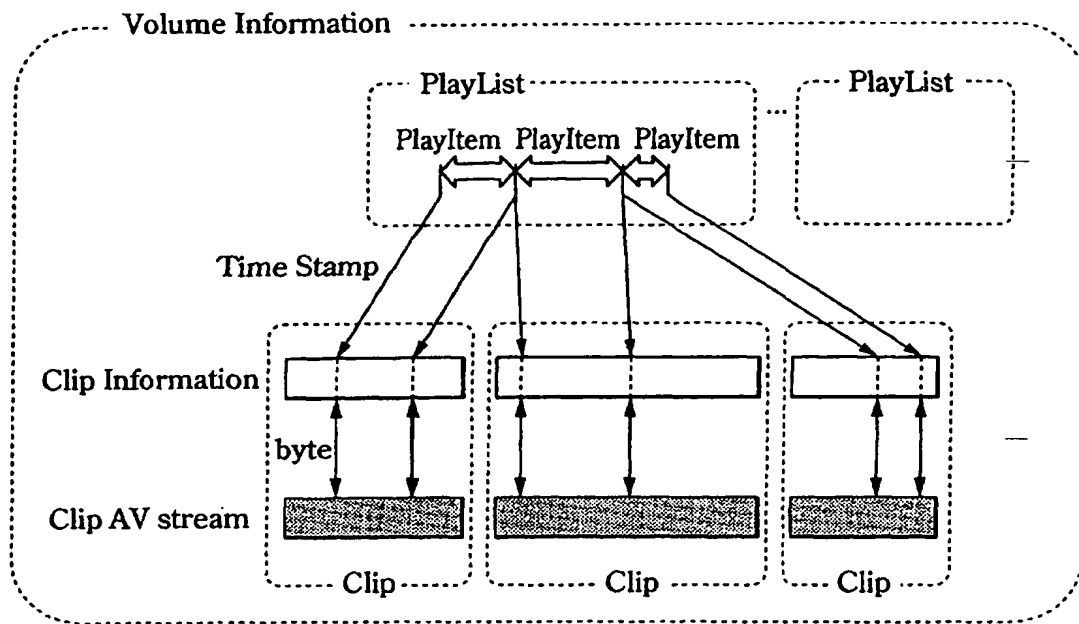 Volume Information
PlayList
...
PlayList
PlayItem PlayItem PlayItem
Time Stamp
Clip Information
byte
Clip AV stream
Clip
Clip
Clip